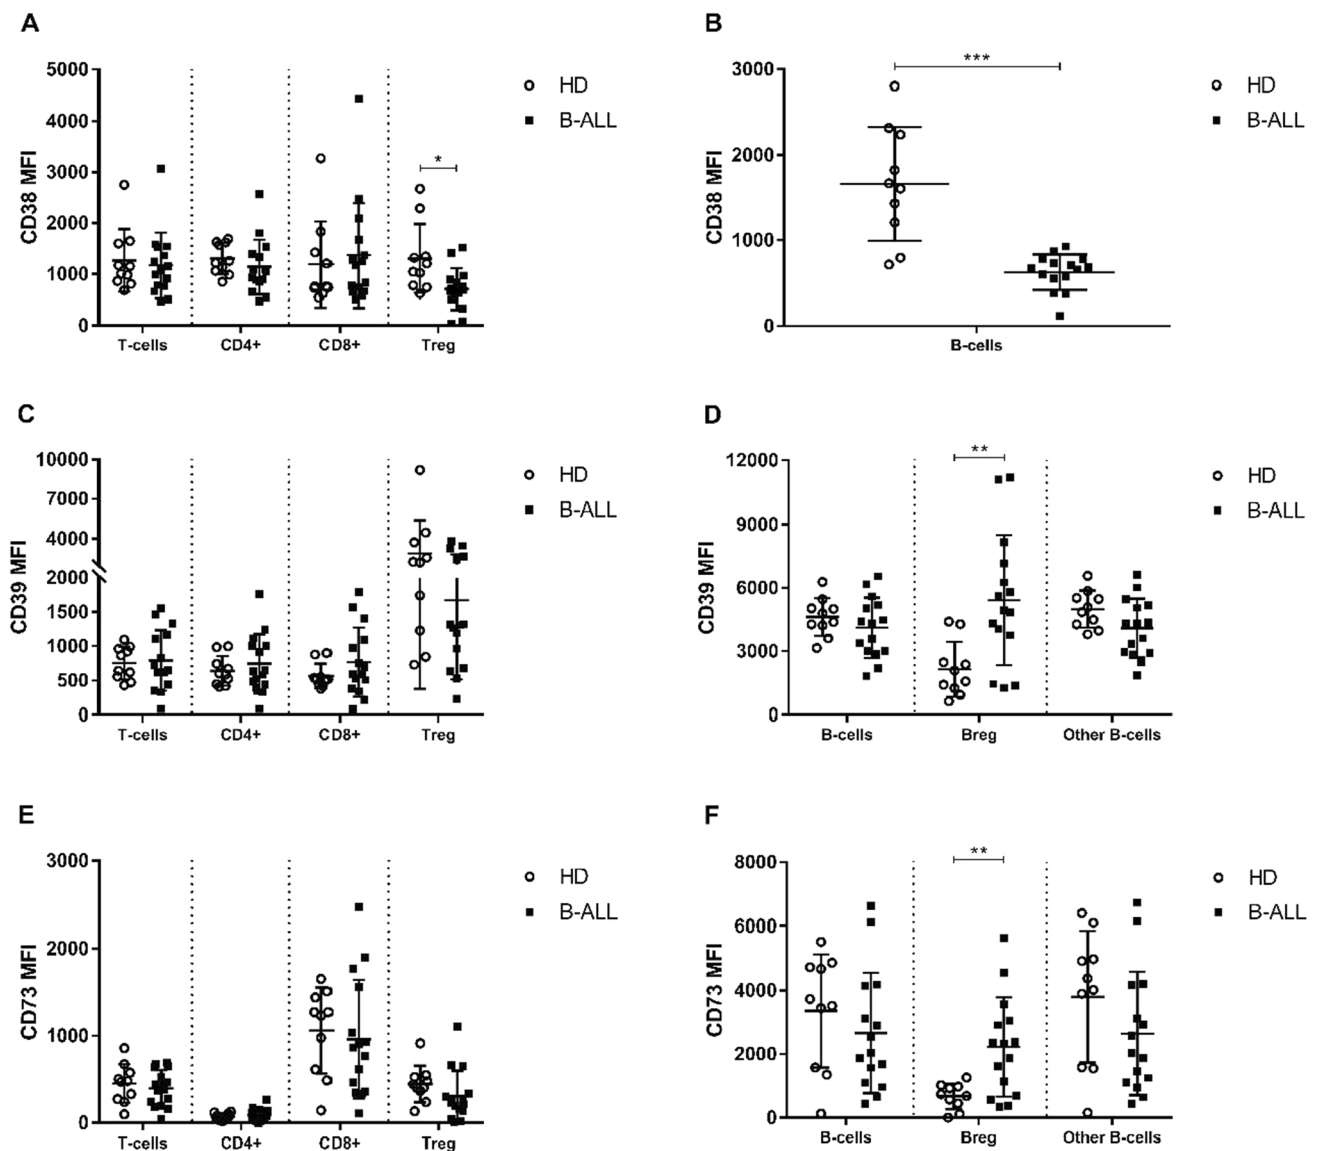 A
CD38 MFI
5000
4000
3000
2000
1000
0
*
T-cells CD4+ CD8+ Treg
HD
B-ALL
B
CD38 MFI
3000
2000
1000
0
***
B-cells
HD
B-ALL
C
CD39 MFI
10000
7000
4000
2000
1500
1000
500
0
T-cells CD4+ CD8+ Treg
HD
B-ALL
D
CD39 MFI
12000
9000
6000
3000
0
**
B-cells Breg Other B-cells
HD
B-ALL
E
CD73 MFI
3000
2000
1000
0
T-cells CD4+ CD8+ Treg
HD
B-ALL
F
CD73 MFI
8000
6000
4000
2000
0
**
B-cells Breg Other B-cells
HD
B-ALL